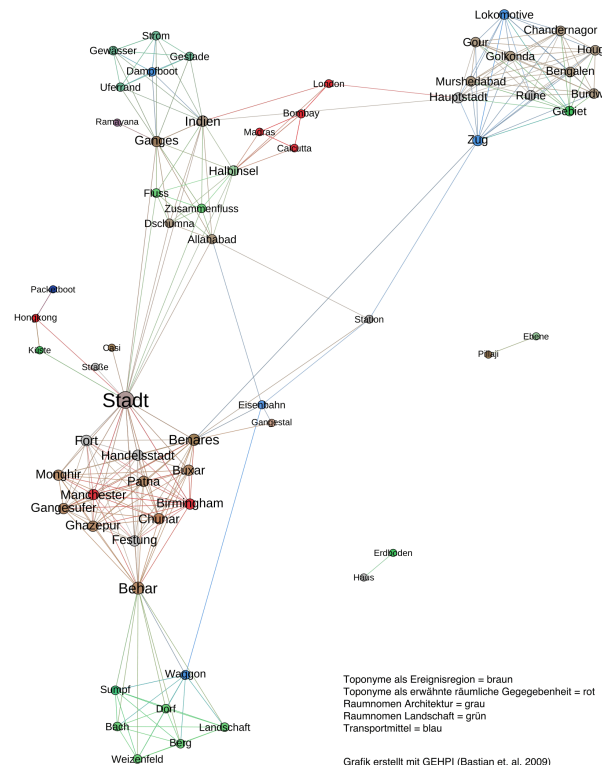 Lokomotive
Chandernagor
Strom
Gour
Gewässer
Gestade
Golkonda
Houg
Dampfboot
Bengalen
Uferrand
London
Murshedabad
Hauptstadt
Ruine
Burdw
Bombay
Gebiet
Ramayana
Indien
Madras
Ganges
Zug
Calcutta
Halbinsel
Fluss
Zusammenfluss
Dschumna
Allahabad
Packetboot
Hongkong
Station
Ebene
Küste
Casi
Straße
Stadt
Eisenbahn
Gangestal
Fort
Benares
Handelsstadt
Monghir
Buxar
Patna
Manchester
Birmingham
Gangesufer
Chunar
Ghazepur
Festung
Erdboden
Haus
Behar
Waggon
Sumpf
Dorf
Bach
Landschaft
Berg
Weizenfeld
Toponyme als Ereignisregion = braun
Toponyme als erwähnte räumliche Gegegebenheit = rot
Raumnomen Architektur = grau
Raumnomen Landschaft = grün
Transportmittel = blau
Grafik erstellt mit GEHPI (Bastian et. al. 2009)